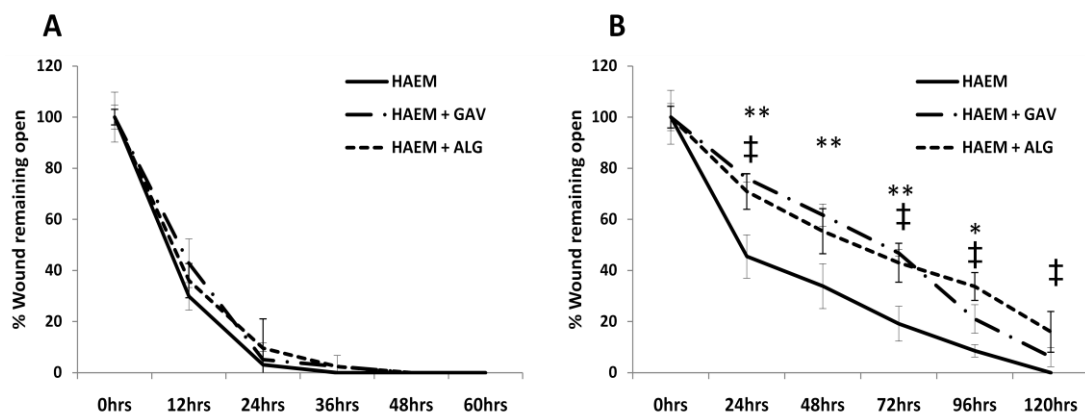 A
% Wound remaining open
120
100
80
60
40
20
0
HAEM
HAEM + GAV
HAEM + ALG
0hrs 12hrs 24hrs 36hrs 48hrs 60hrs
B
% Wound remaining open
120
100
80
60
40
20
0
HAEM
HAEM + GAV
HAEM + ALG
**
‡
**
**
‡
*
‡
‡
0hrs 24hrs 48hrs 72hrs 96hrs 120hrs